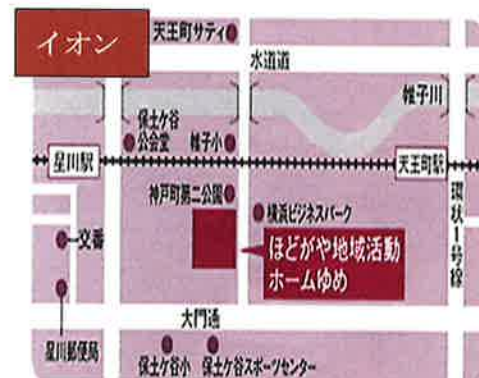 イオン
天王町サティ
水道道
帷子川
保土ケ谷
公会堂
帷子小
星川駅
天王町駅
神戸町第二公園
横浜ビジネスパーク
環状1号線
交番
ほどがや地域活動
ホームゆめ
大門通
星川郵便局
保土ケ谷小
保土ケ谷スポーツセンター